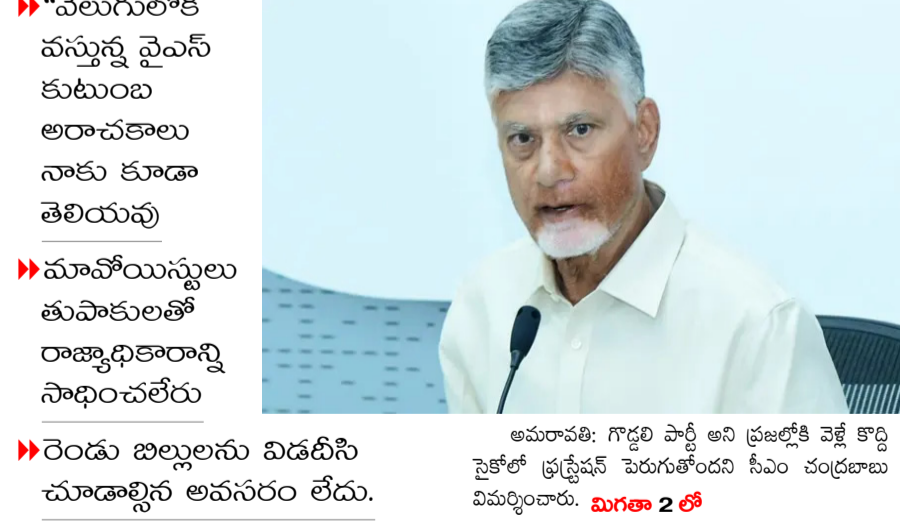 "వెలుగులోకి
వస్తున్న వైఎస్
కుటుంబ
అరాచకాలు
నాకు కూడా
తెలియవు
మావోయిస్టులు
తుపాకులతో
రాజ్యాధికారాన్ని
సాధించలేరు
రెండు బిల్లులను విడదీసి
చూడాల్సిన అవసరం లేదు.
అమరావతి: గొడ్డలి పార్టీ అని ప్రజల్లోకి వెళ్లే కొద్ది
సైకోలో ఫ్రస్ట్రేషన్ పెరుగుతోందని సీఎం చంద్రబాబు
విమర్శించారు. మిగతా 2 లో